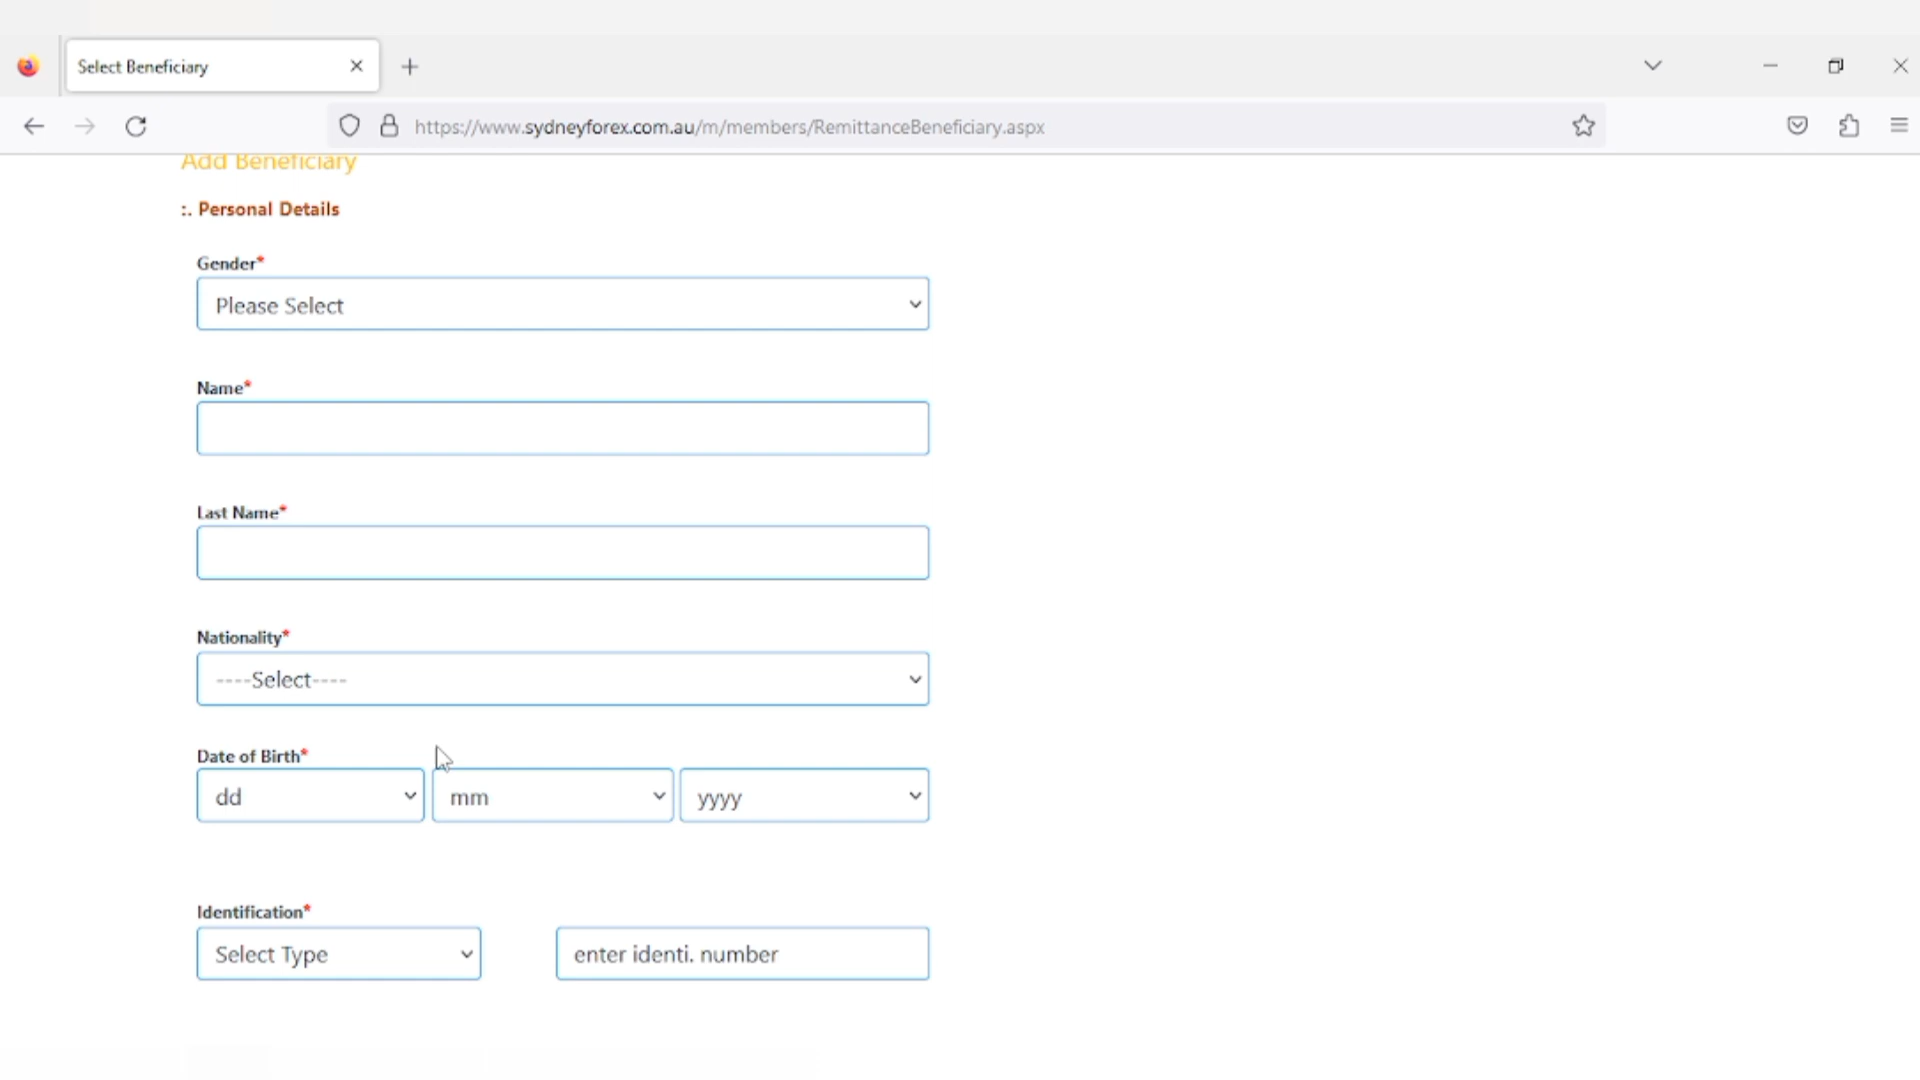 Select Beneficiary
https://www.sydneyforex.com.au/m/members/RemittanceBeneficiary.aspx
Add Beneficiary
:. Personal Details
Gender*
Please Select
Name*
Last Name*
Nationality*
----Select----
Date of Birth*
dd mm yyyy
Identification*
Select Type enter identi. number